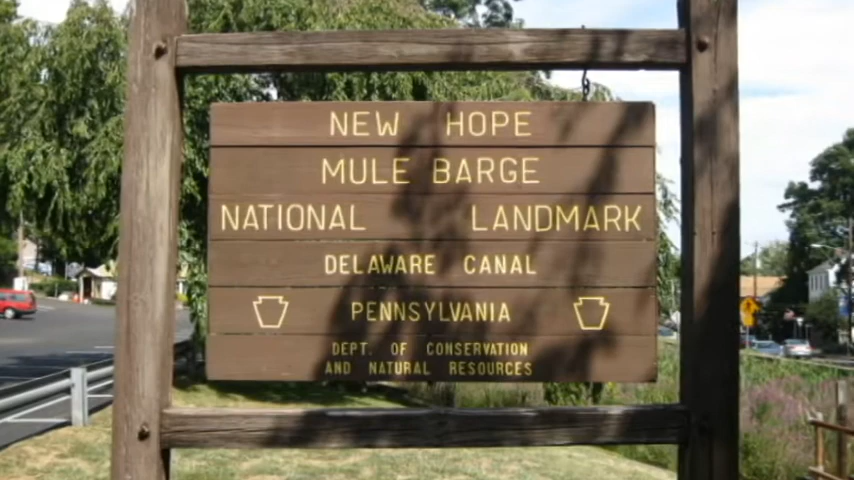 NEW HOPE
MULE BARGE
NATIONAL LANDMARK
DELAWARE CANAL
PENNSYLVANIA
DEPT. OF CONSERVATION
AND NATURAL RESOURCES